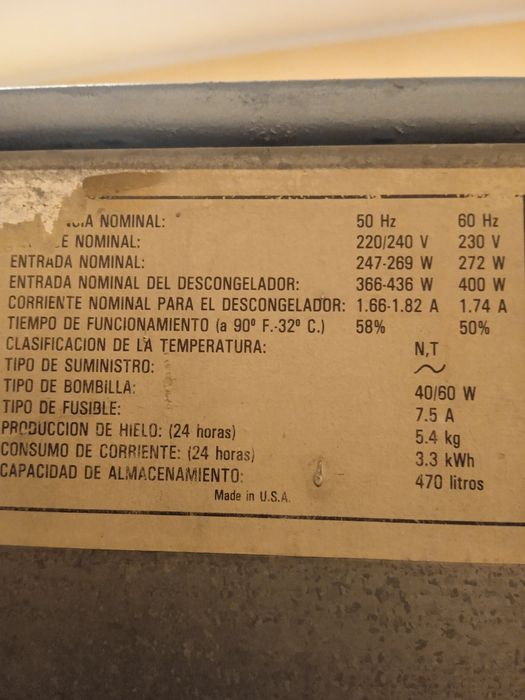 NOMINAL: 50 Hz 60 Hz
NOMINAL: 220/240 V 230 V
ENTRADA NOMINAL: 247-269 W 272 W
ENTRADA NOMINAL DEL DESCONGELADOR: 366-436 W 400 W
CORRIENTE NOMINAL PARA EL DESCONGELADOR: 1.66-1.82 A 1.74 A
TIEMPO DE FUNCIONAMIENTO (a 90º F.-32º C.) 58% 50%
CLASIFICACION DE LA TEMPERATURA: N,T
TIPO DE SUMINISTRO: ~
TIPO DE BOMBILLA: 40/60 W
TIPO DE FUSIBLE: 7.5 A
PRODUCCION DE HIELO: (24 horas) 5.4 kg
CONSUMO DE CORRIENTE: (24 horas) 3.3 kWh
CAPACIDAD DE ALMACENAMIENTO: 470 litros
Made in U.S.A.